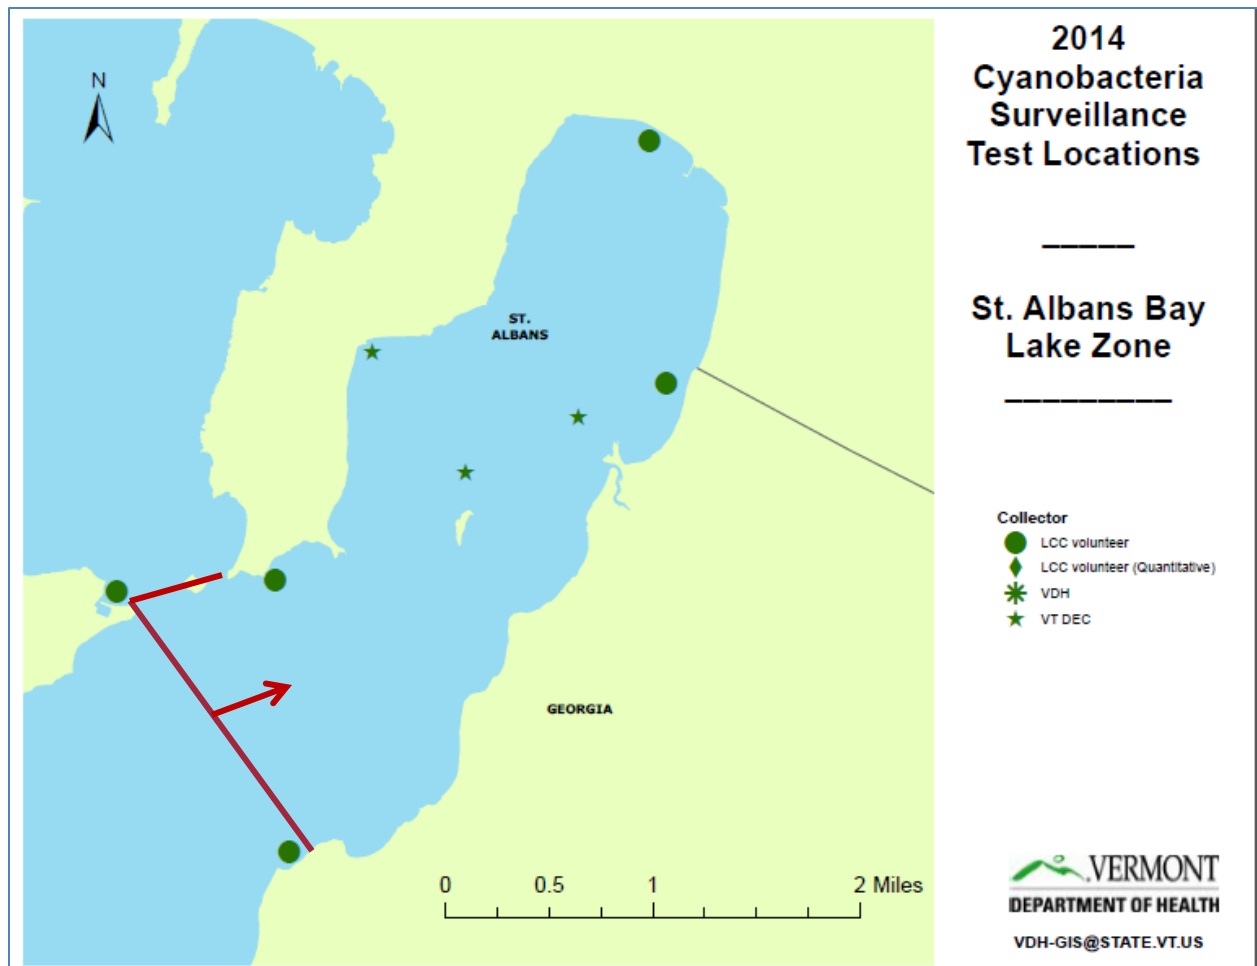 2014
Cyanobacteria
Surveillance
Test Locations
St. Albans Bay
Lake Zone
N
ST.
ALBANS
GEORGIA
Collector
LCC volunteer
LCC volunteer (Quantitative)
VDH
VT DEC
0 0.5 1 2 Miles
VERMONT
DEPARTMENT OF HEALTH
VDH-GIS@STATE.VT.US